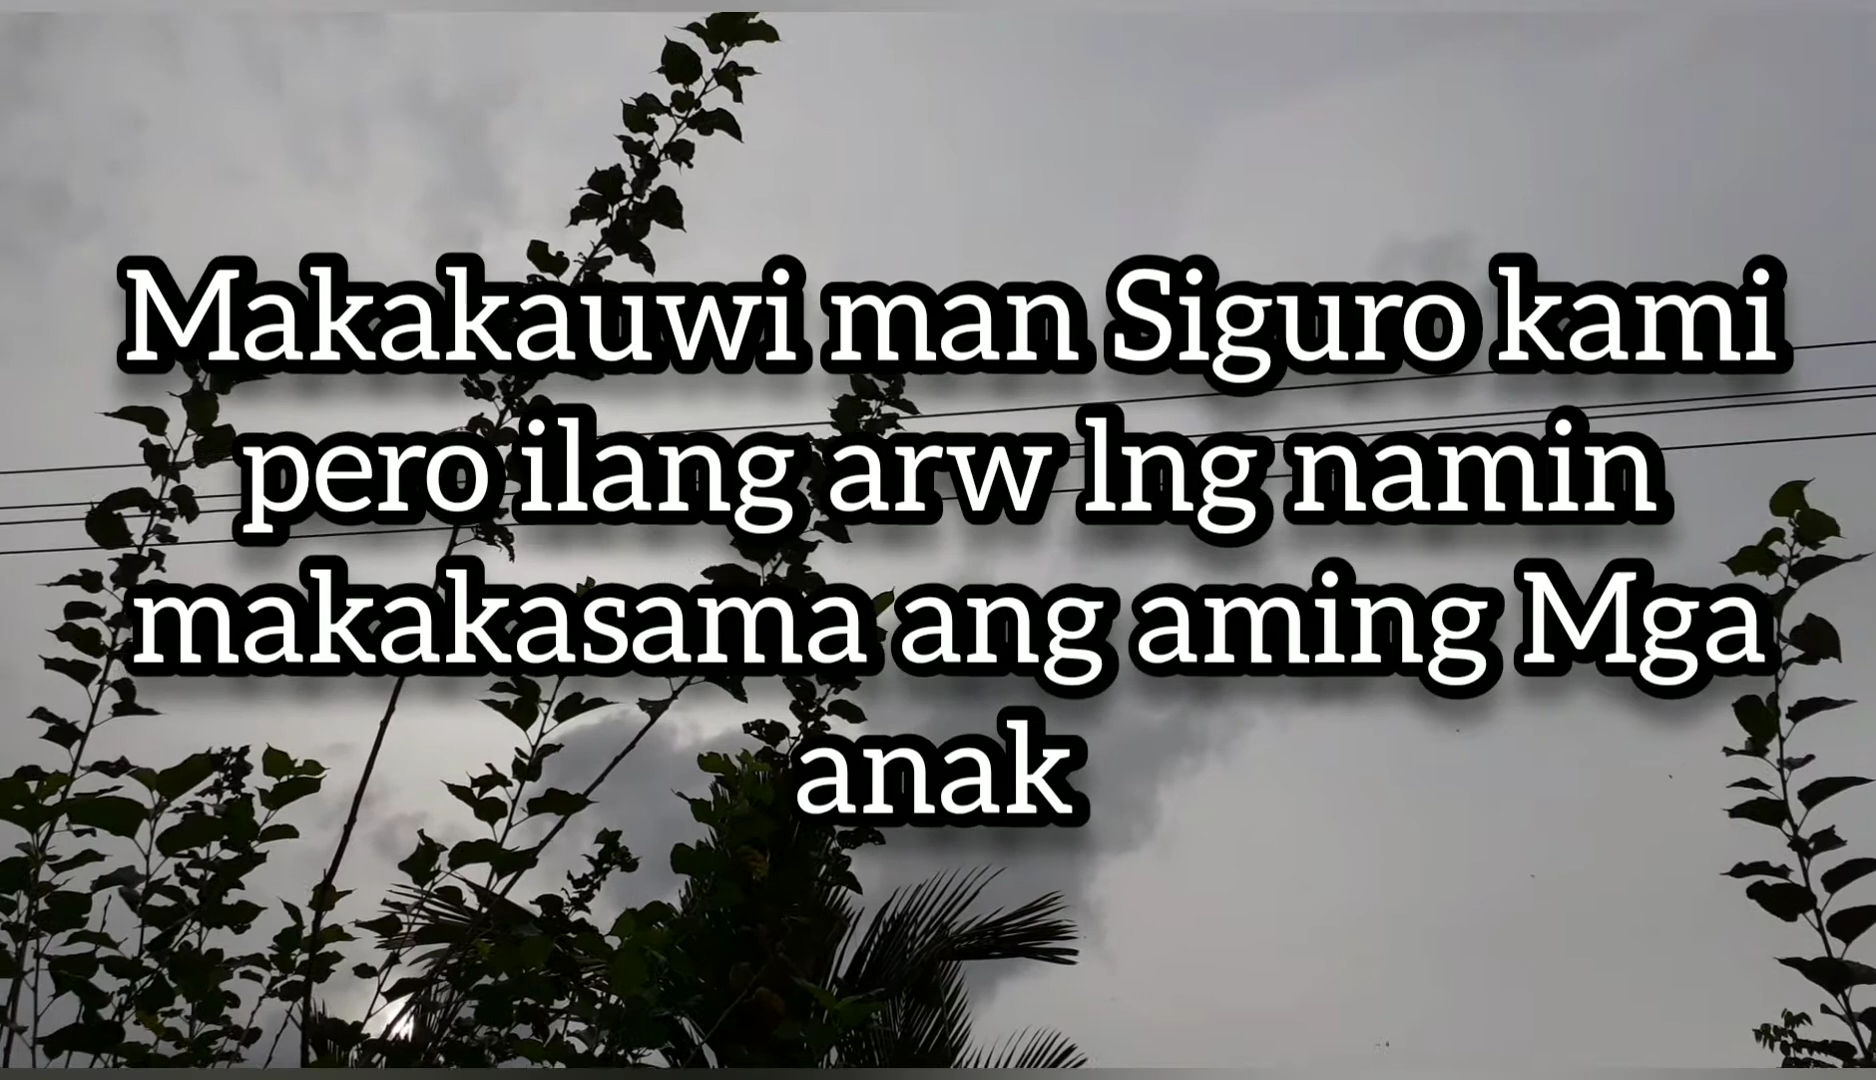 Makakauwi man Siguro kami
pero ilang arw lng namin
makakasama ang aming Mga
anak